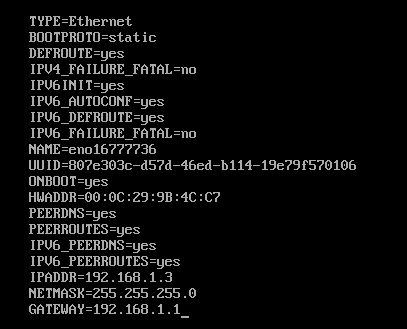 TYPE=Ethernet
BOOTPROTO=static
DEFROUTE=yes
IPV4_FAILURE_FATAL=no
IPV6INIT=yes
IPV6_AUTOCONF=yes
IPV6_DEFROUTE=yes
IPV6_FAILURE_FATAL=no
NAME=eno16777736
UUID=807e303c-d57d-46ed-b114-19e79f570106
ONBOOT=yes
HWADDR=00:0C:29:9B:4C:C7
PEERDNS=yes
PEERROUTES=yes
IPV6_PEERDNS=yes
IPV6_PEERROUTES=yes
IPADDR=192.168.1.3
NETMASK=255.255.255.0
GATEWAY=192.168.1.1